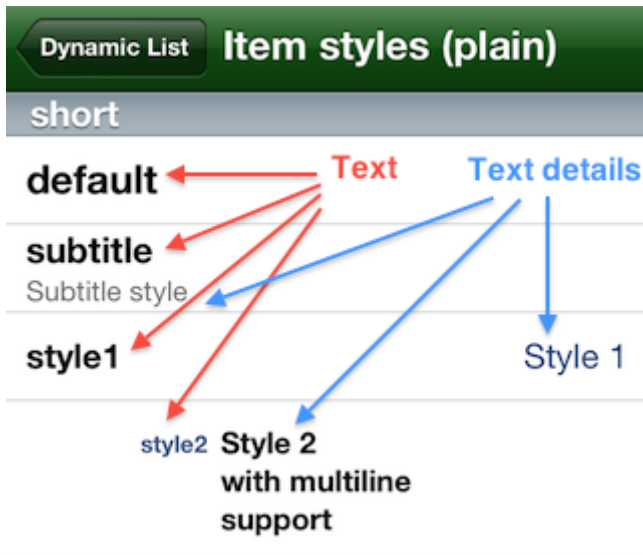 Dynamic List Item styles (plain)
short
default Text Text details
subtitle
Subtitle style
style1 Style 1
style2 Style 2
with multiline
support